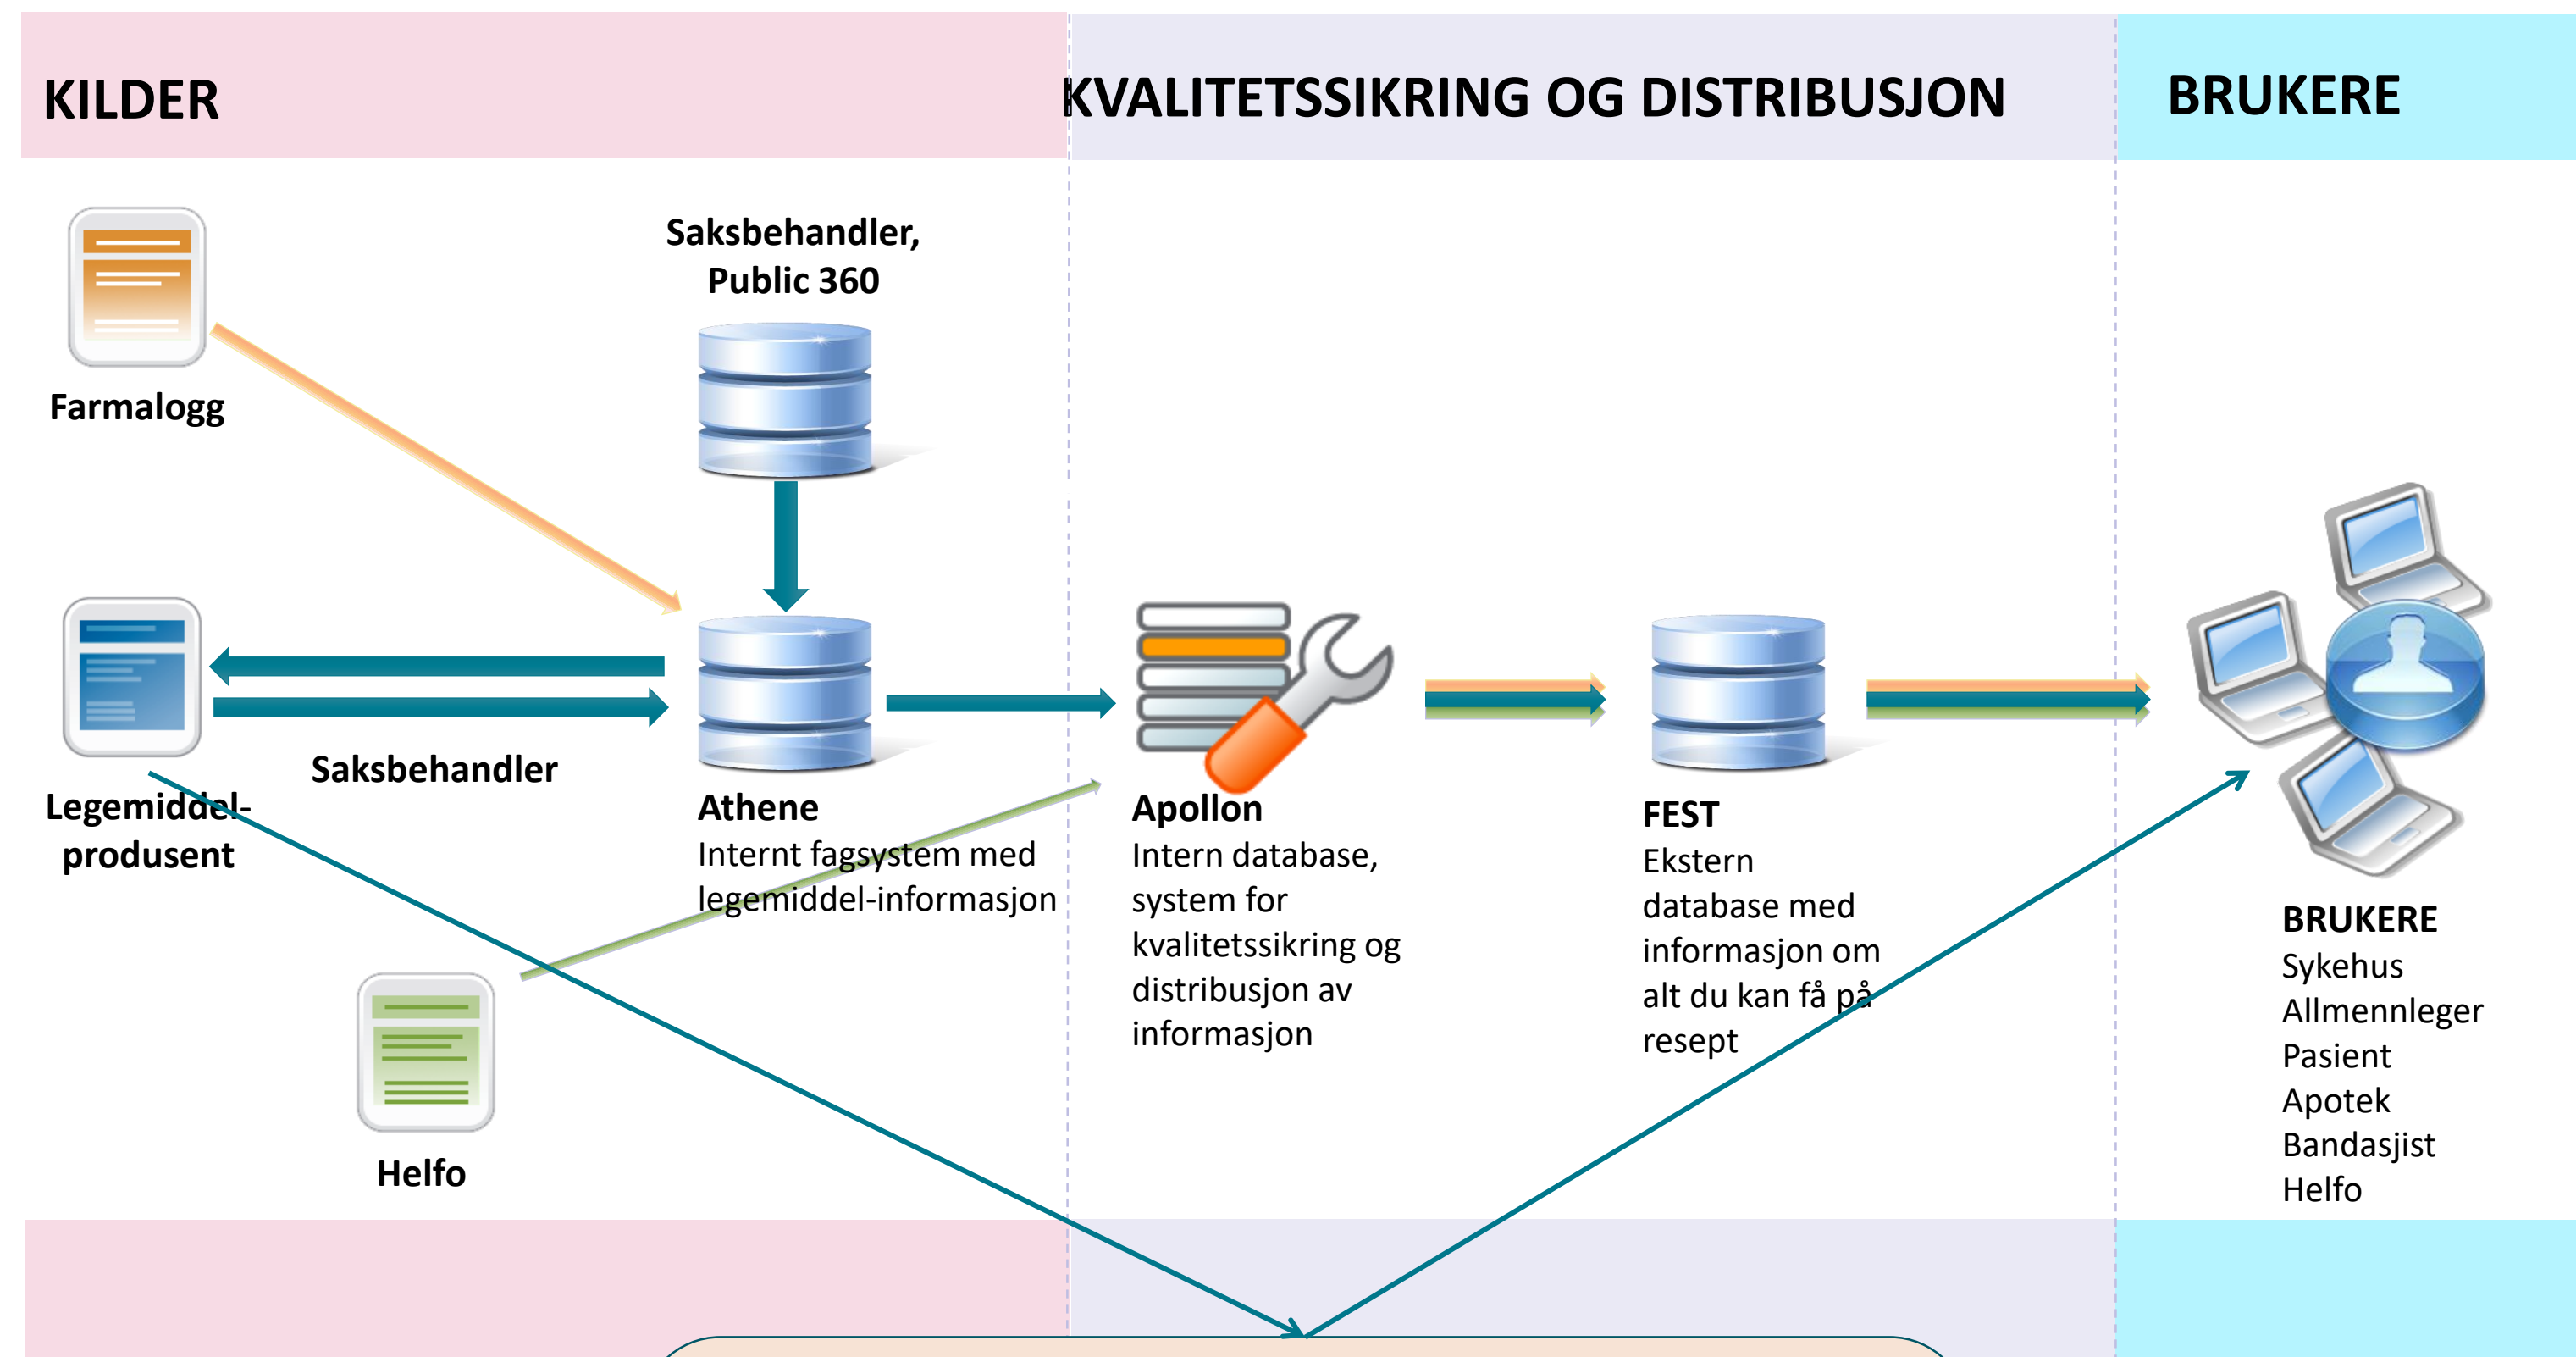 KILDER
KVALITETSSIKRING OG DISTRIBUSJON
BRUKERE
Saksbehandler,
Public 360
Farmalogg
Saksbehandler
Legemiddel-
produsent
Athene
Internt fagsystem med
legemiddel-informasjon
Apollon
Intern database,
system for
kvalitetssikring og
distribusjon av
informasjon
FEST
Ekstern
database med
informasjon om
alt du kan få på
resept
BRUKERE
Sykehus
Allmennleger
Pasient
Apotek
Bandasjist
Helfo
Helfo